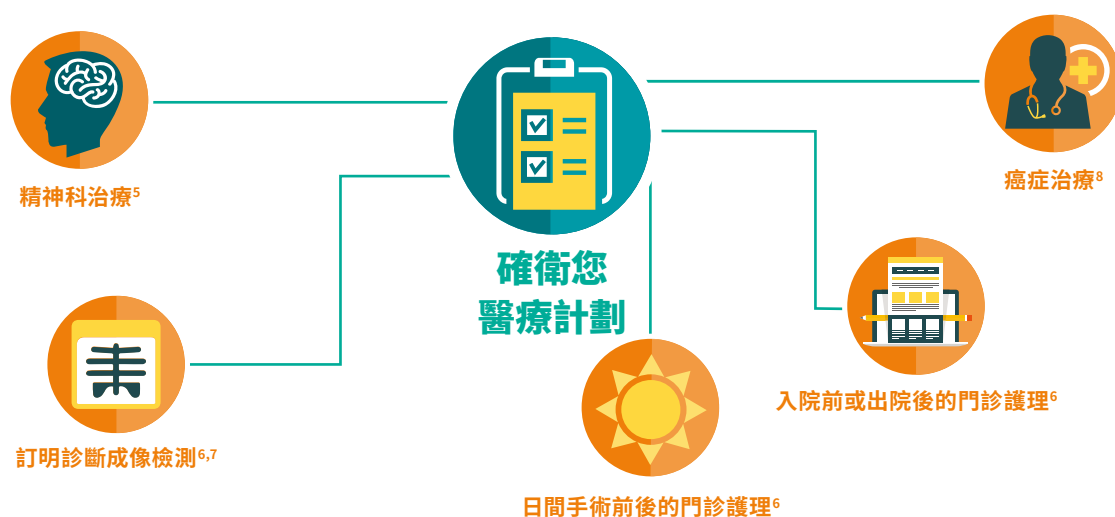 精神科治療5
癌症治療8
確衛您
醫療計劃
入院前或出院後的門診護理6
訂明診斷成像檢測6,7
日間手術前後的門診護理6